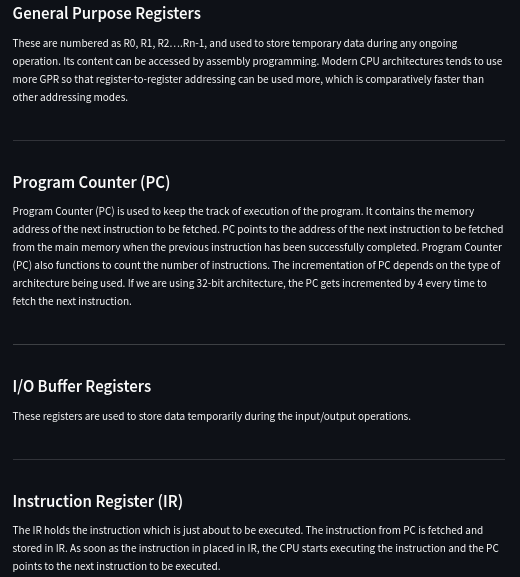 General Purpose Registers
These are numbered as R0, R1, R2....Rn-1, and used to store temporary data during any ongoing
operation. Its content can be accessed by assembly programming. Modern CPU architectures tends to use
more GPR so that register-to-register addressing can be used more, which is comparatively faster than
other addressing modes.
Program Counter (PC)
Program Counter (PC) is used to keep the track of execution of the program. It contains the memory
address of the next instruction to be fetched. PC points to the address of the next instruction to be fetched
from the main memory when the previous instruction has been successfully completed. Program Counter
(PC) also functions to count the number of instructions. The incrementation of PC depends on the type of
architecture being used. If we are using 32-bit architecture, the PC gets incremented by 4 every time to
fetch the next instruction.
I/O Buffer Registers
These registers are used to store data temporarily during the input/output operations.
Instruction Register (IR)
The IR holds the instruction which is just about to be executed. The instruction from PC is fetched and
stored in IR. As soon as the instruction in placed in IR, the CPU starts executing the instruction and the PC
points to the next instruction to be executed.